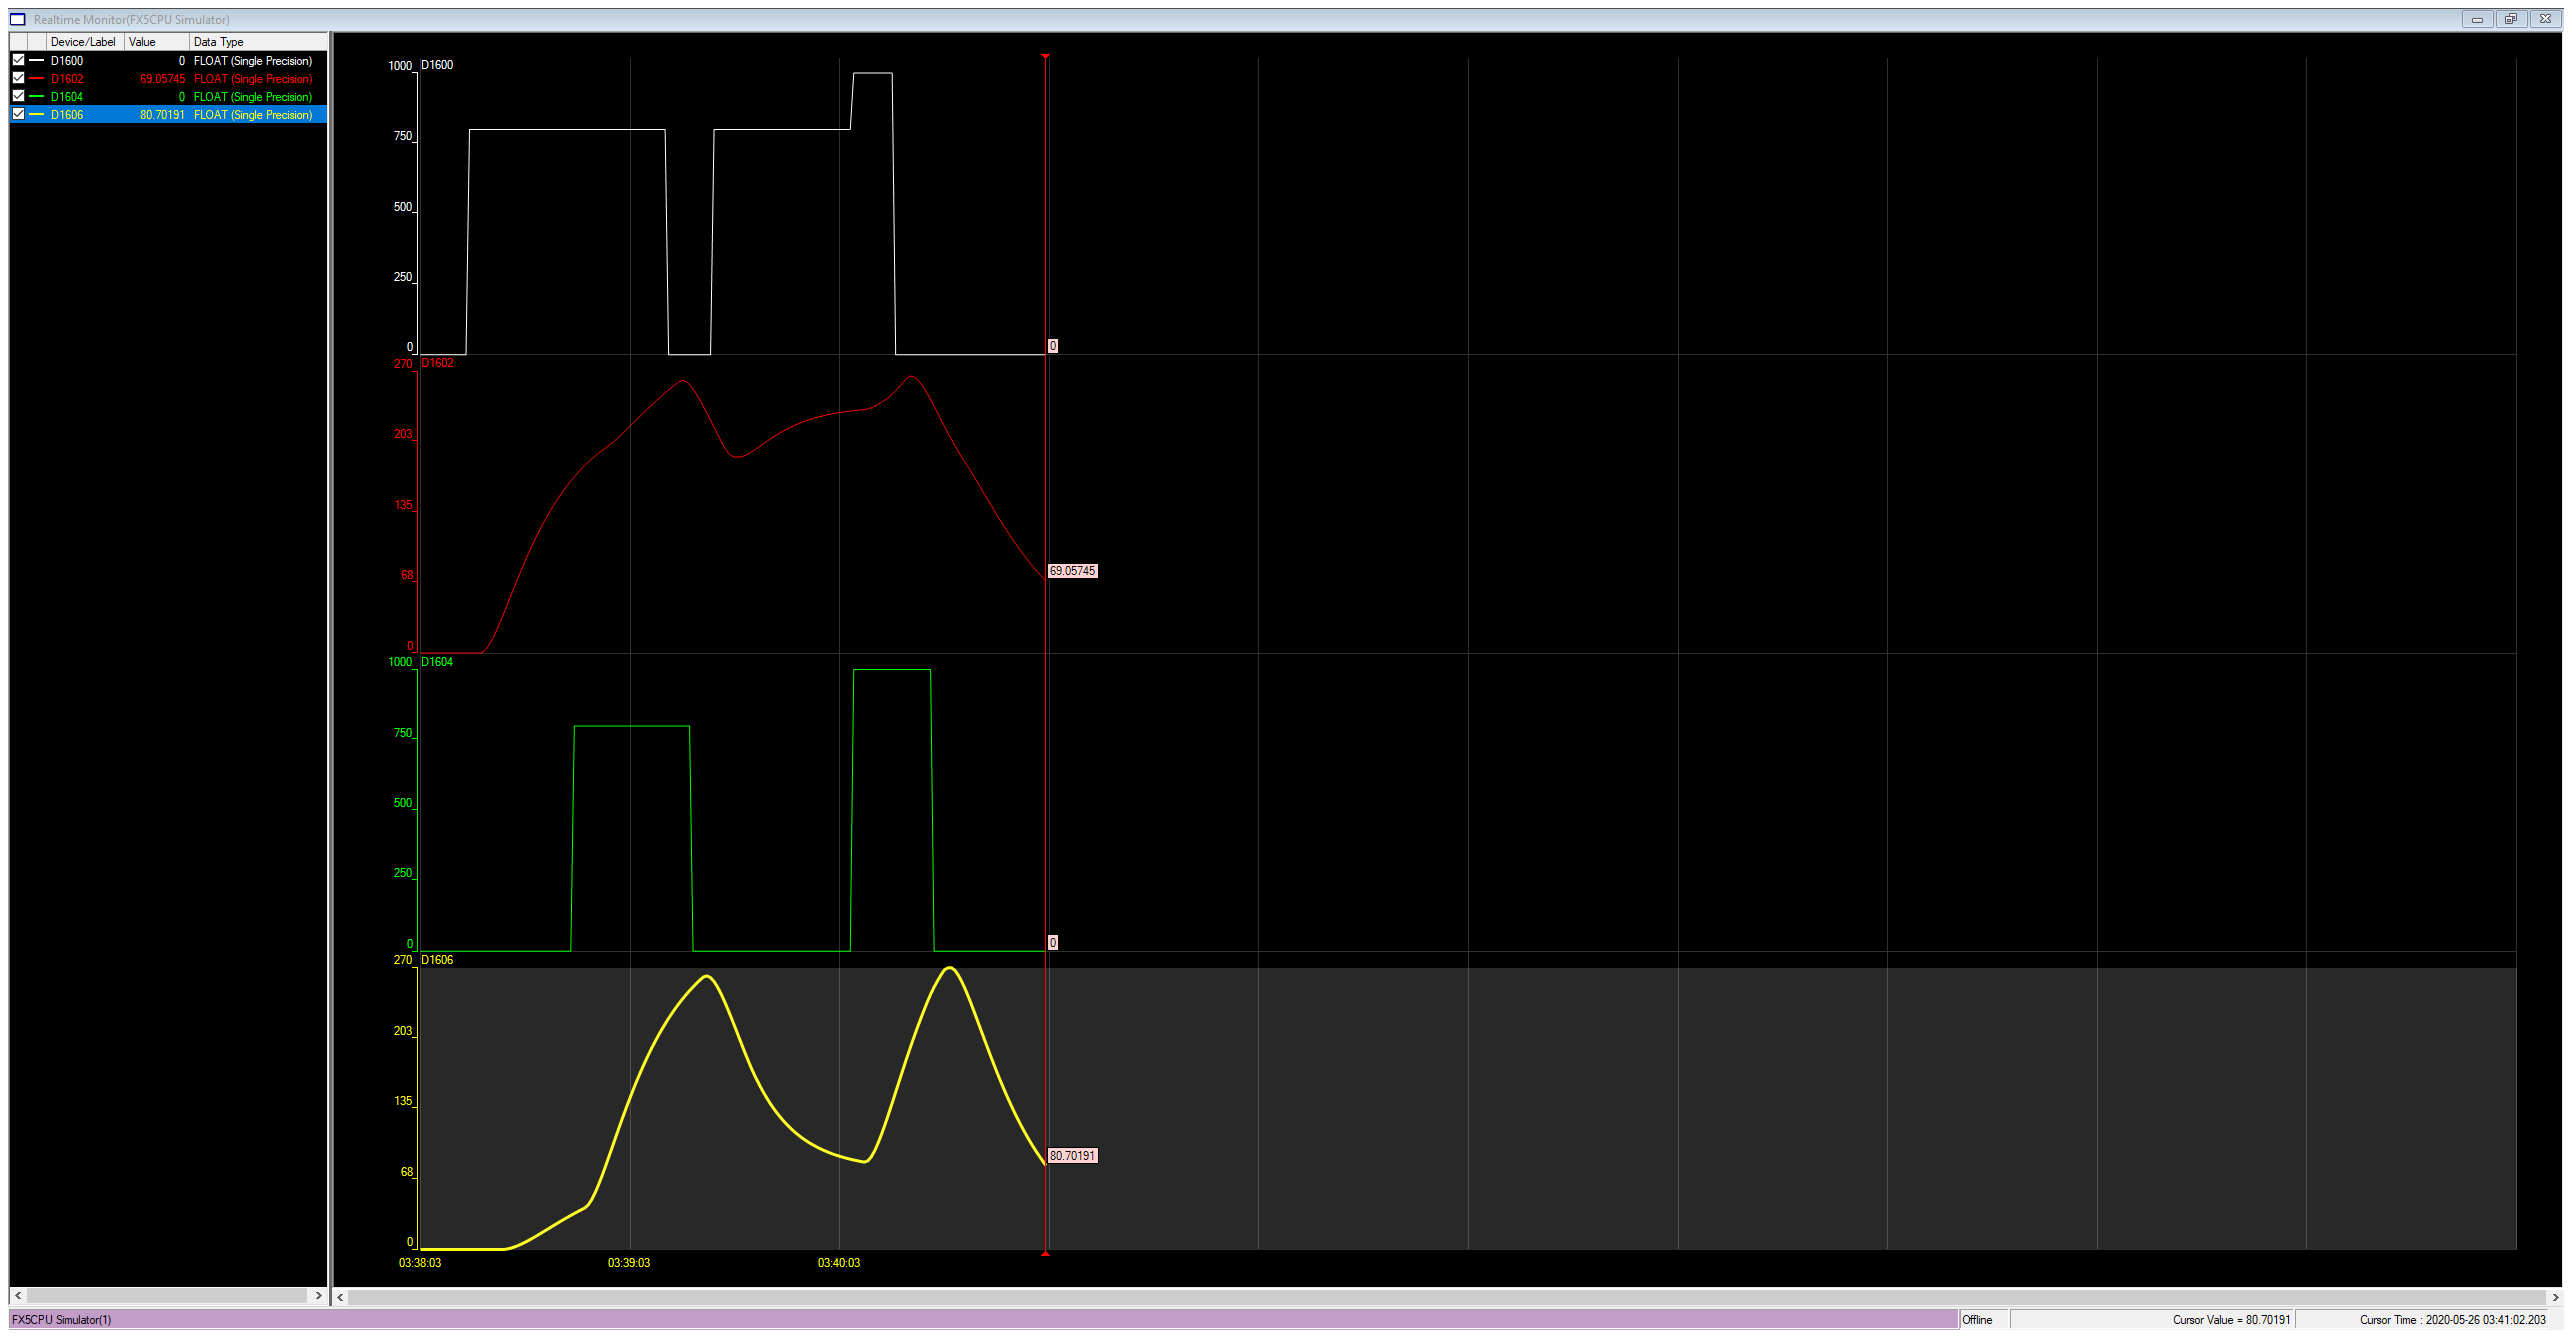 Realtime Monitor(FX5CPU Simulator)
Device/Label Value Data Type
D1600 0 FLOAT (Single Precision)
D1602 69.05745 FLOAT (Single Precision)
D1604 0 FLOAT (Single Precision)
D1606 80.70191 FLOAT (Single Precision)
1000 D1600
750
500
250
0 0
270 D1602
203
135
68 69.05745
0
1000 D1604
750
500
250
0 0
270 D1606
203
135
68 80.70191
0
03:38:03 03:39:03 03:40:03
FX5CPU Simulator(1) Offline Cursor Value = 80.70191 Cursor Time : 2020-05-26 03:41:02.203